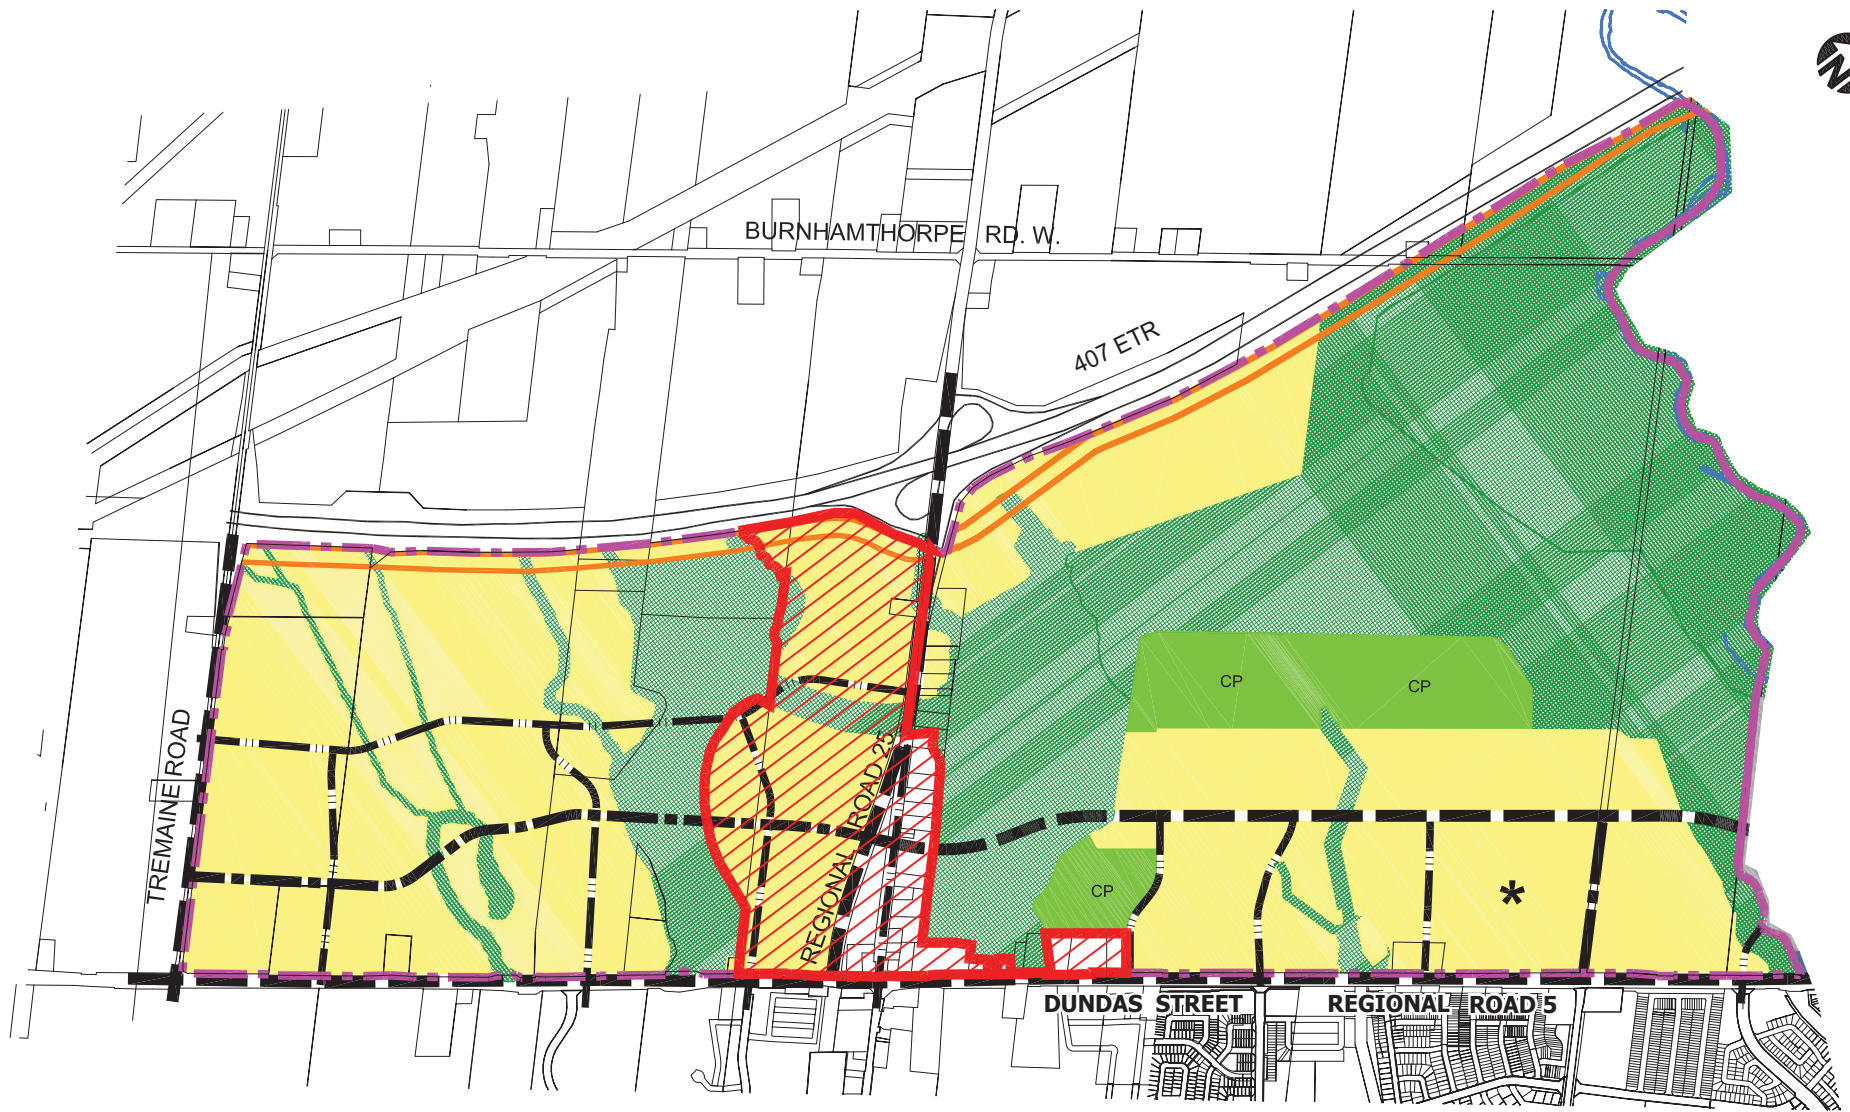 N
BURNHAMTHORPE RD. W.
407 ETR
CP CP
TREMAINE ROAD
REGIONAL ROAD 25
CP
*
DUNDAS STREET REGIONAL ROAD 5